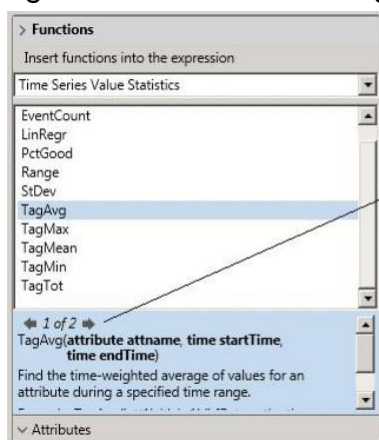 > Functions
Insert functions into the expression
Time Series Value Statistics
EventCount
LinRegr
PctGood
Range
StDev
TagAvg
TagMax
TagMean
TagMin
TagTot
1 of 2
TagAvg(attribute attname, time startTime,
time endTime)
Find the time-weighted average of values for an
attribute during a specified time range.
Attributes